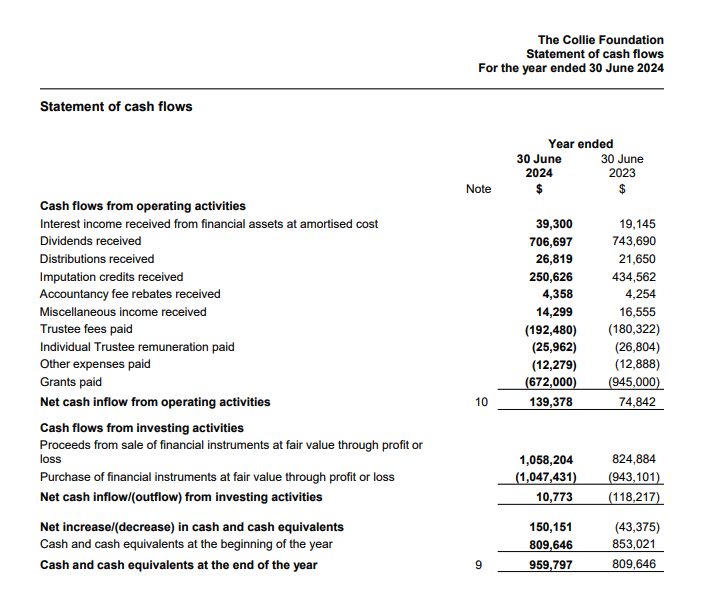 The Collie Foundation
Statement of cash flows
For the year ended 30 June 2024
Statement of cash flows
Year ended
30 June 2024 30 June 2023
Note $ $
Cash flows from operating activities
Interest income received from financial assets at amortised cost 39,300 19,145
Dividends received 706,697 743,690
Distributions received 26,819 21,650
Imputation credits received 250,626 434,562
Accountancy fee rebates received 4,358 4,254
Miscellaneous income received 14,299 16,555
Trustee fees paid (192,480) (180,322)
Individual Trustee remuneration paid (25,962) (26,804)
Other expenses paid (12,279) (12,888)
Grants paid (672,000) (945,000)
Net cash inflow from operating activities 10 139,378 74,842
Cash flows from investing activities
Proceeds from sale of financial instruments at fair value through profit or
loss 1,058,204 824,884
Purchase of financial instruments at fair value through profit or loss (1,047,431) (943,101)
Net cash inflow/(outflow) from investing activities 10,773 (118,217)
Net increase/(decrease) in cash and cash equivalents 150,151 (43,375)
Cash and cash equivalents at the beginning of the year 809,646 853,021
Cash and cash equivalents at the end of the year 9 959,797 809,646